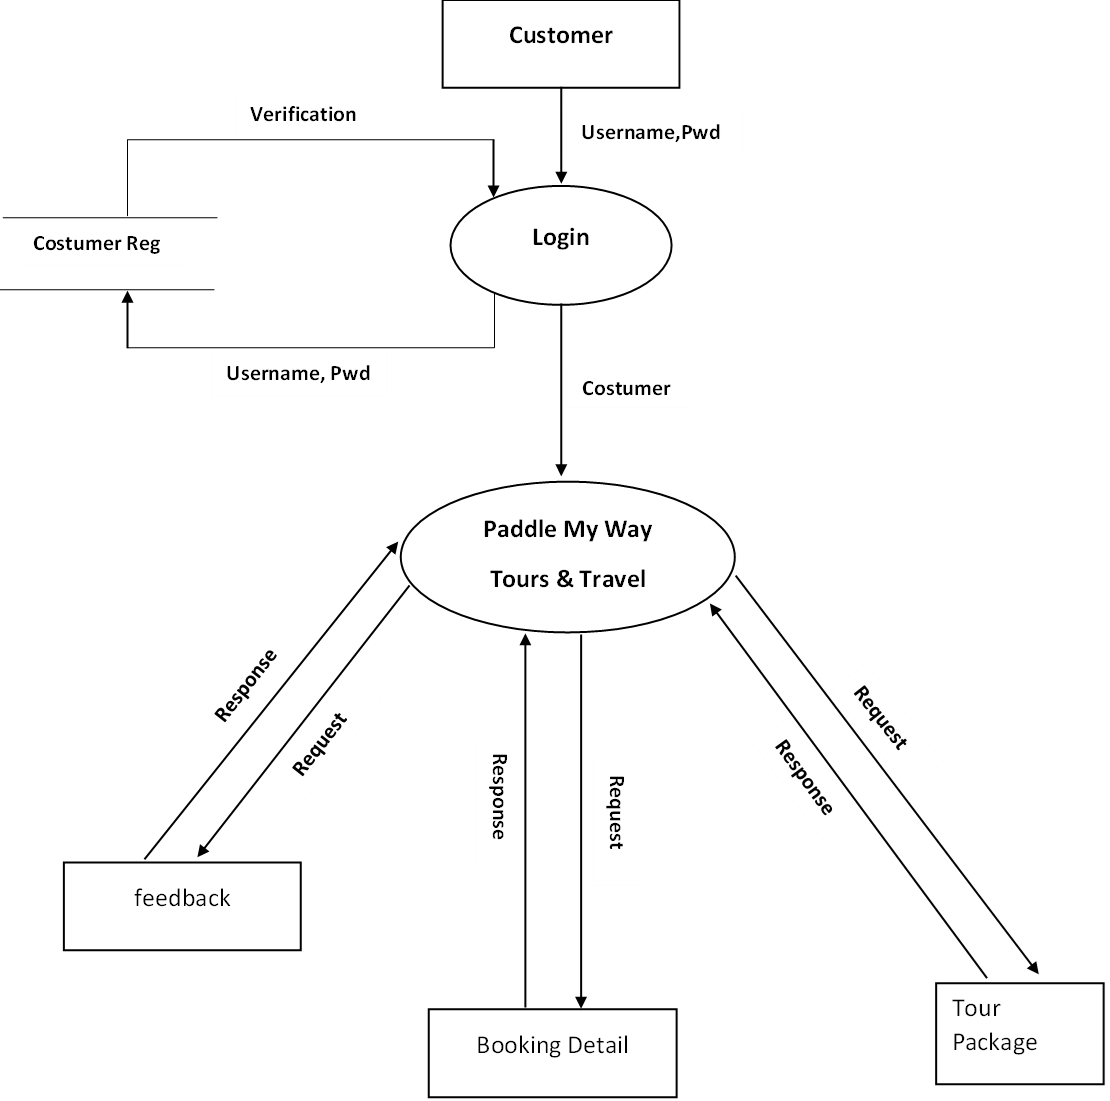 Customer
Verification
Username,Pwd
Login
Costumer Reg
Username, Pwd
Costumer
Paddle My Way
Tours & Travel
Response
Request
Response
Request
Request
Response
feedback
Booking Detail
Tour
Package